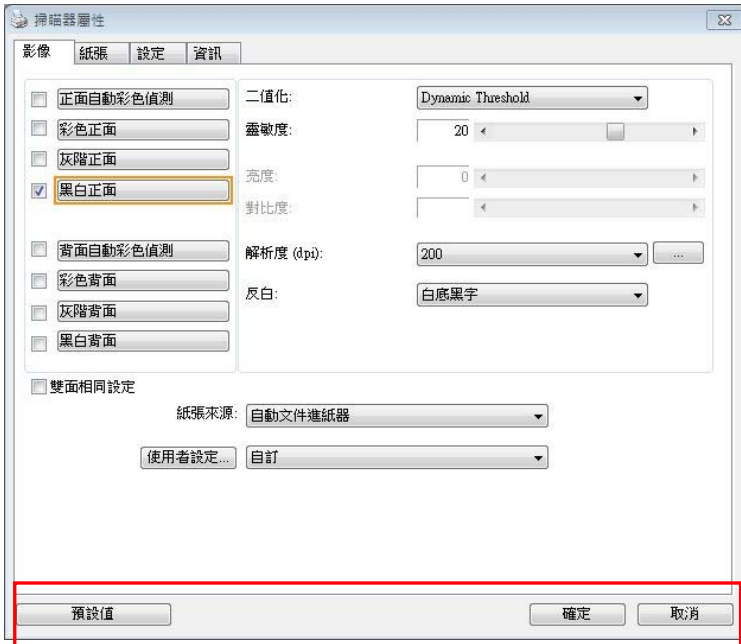 掃瞄器屬性
影像 紙張 設定 資訊
正面自動彩色偵測
彩色正面
灰階正面
黑白正面
背面自動彩色偵測
彩色背面
灰階背面
黑白背面
二值化: Dynamic Threshold
靈敏度: 20
亮度: 0
對比度:
解析度 (dpi): 200 ...
反白: 白底黑字
雙面相同設定
紙張來源: 自動文件進紙器
使用者設定... 自訂
預設值 確定 取消